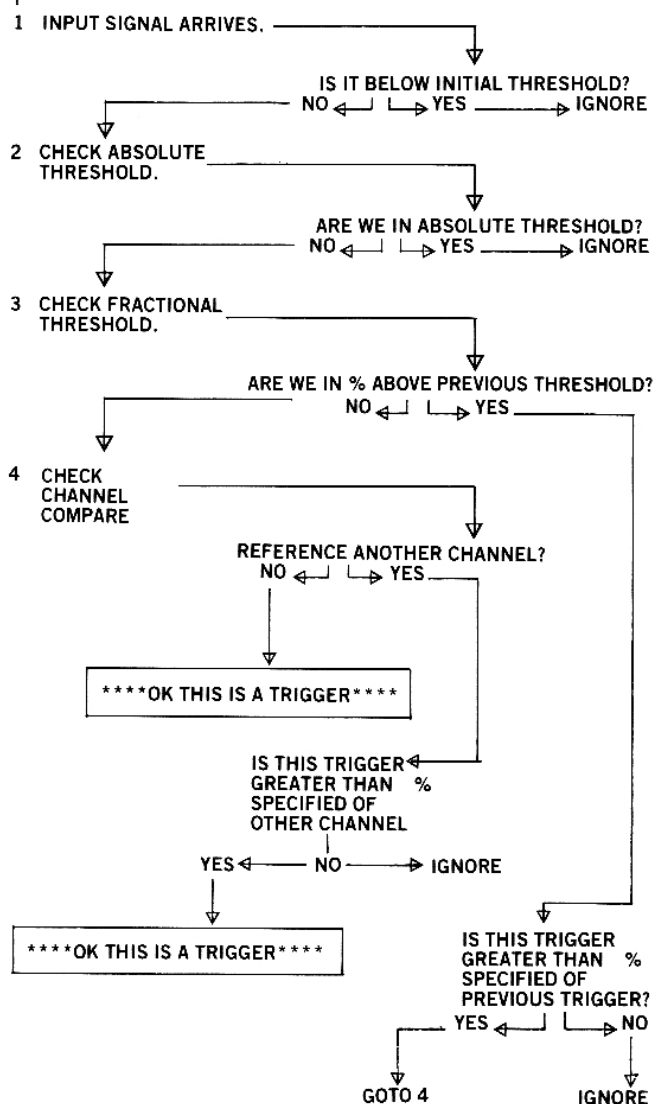 1 INPUT SIGNAL ARRIVES.
IS IT BELOW INITIAL THRESHOLD?
NO YES IGNORE
2 CHECK ABSOLUTE
THRESHOLD.
ARE WE IN ABSOLUTE THRESHOLD?
NO YES IGNORE
3 CHECK FRACTIONAL
THRESHOLD.
ARE WE IN % ABOVE PREVIOUS THRESHOLD?
NO YES
4 CHECK
CHANNEL
COMPARE
REFERENCE ANOTHER CHANNEL?
NO YES
****OK THIS IS A TRIGGER****
IS THIS TRIGGER
GREATER THAN %
SPECIFIED OF
OTHER CHANNEL
YES NO IGNORE
****OK THIS IS A TRIGGER****
IS THIS TRIGGER
GREATER THAN %
SPECIFIED OF
PREVIOUS TRIGGER?
YES NO
GOTO 4 IGNORE